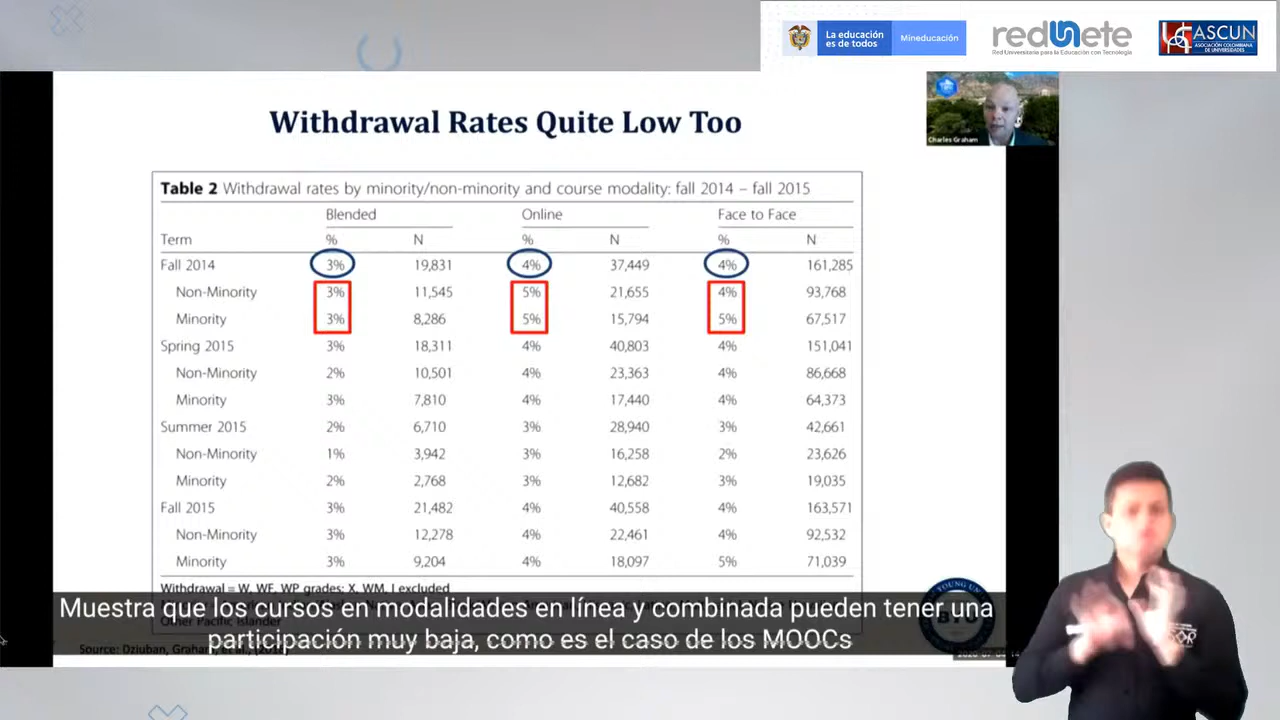 La educación
es de todos
Mineducación
redunete
Red Universitaria para la Educación con Tecnología
ASCUN
ASOCIACIÓN COLOMBIANA
DE UNIVERSIDADES
Charles Graham
Withdrawal Rates Quite Low Too
Table 2 Withdrawal rates by minority/non-minority and course modality: fall 2014 – fall 2015
Blended Online Face to Face
Term % N % N % N
Fall 2014 3% 19,831 4% 37,449 4% 161,285
Non-Minority 3% 11,545 5% 21,655 4% 93,768
Minority 3% 8,286 5% 15,794 5% 67,517
Spring 2015 3% 18,311 4% 40,803 4% 151,041
Non-Minority 2% 10,501 4% 23,363 4% 86,668
Minority 3% 7,810 4% 17,440 4% 64,373
Summer 2015 2% 6,710 3% 28,940 3% 42,661
Non-Minority 1% 3,942 3% 16,258 2% 23,626
Minority 2% 2,768 3% 12,682 3% 19,035
Fall 2015 3% 21,482 4% 40,558 4% 163,571
Non-Minority 3% 12,278 4% 22,461 4% 92,532
Minority 3% 9,204 4% 18,097 5% 71,039
Withdrawal = W, WF, WP grades; X, WM, I excluded
Muestra que los cursos en modalidades en línea y combinada pueden tener una
Other Pacific Islander
participación muy baja, como es el caso de los MOOCs
Source: Dziuban, Graham, et al.,